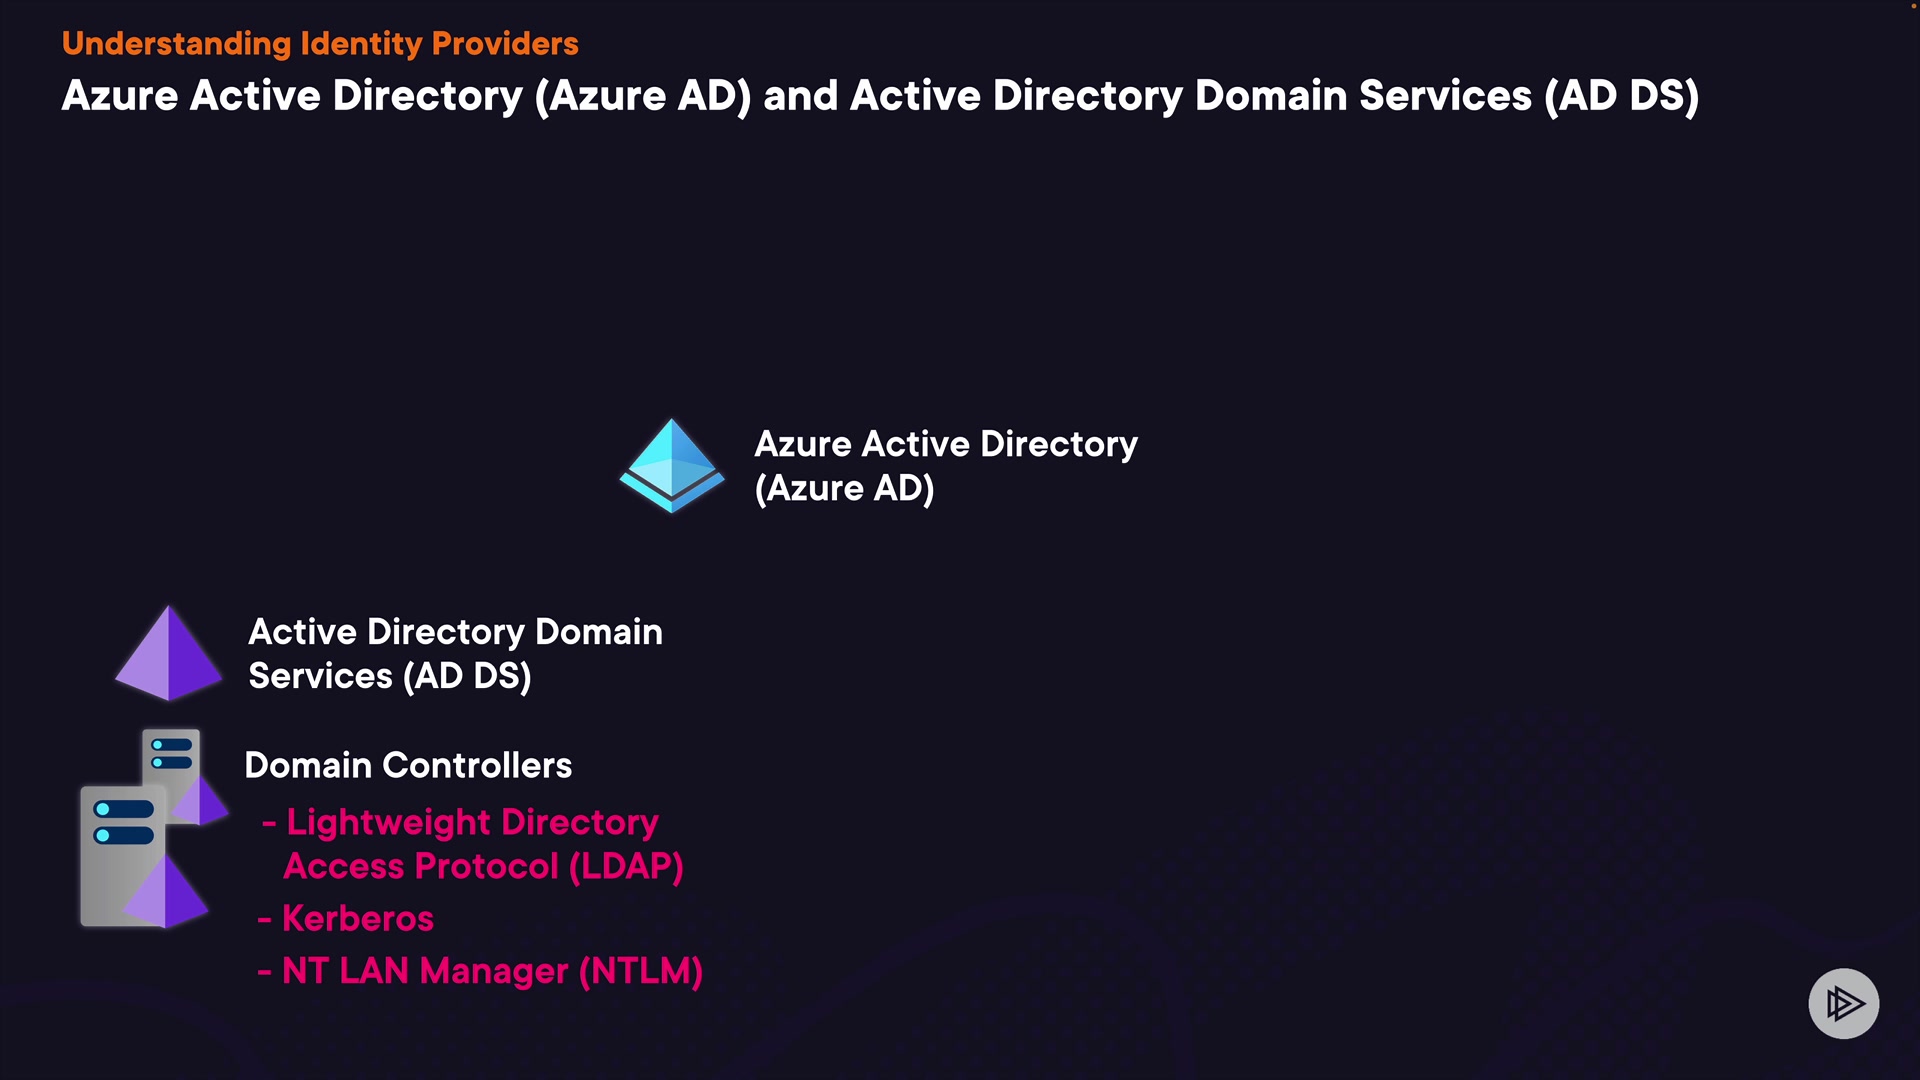 Understanding Identity Providers
Azure Active Directory (Azure AD) and Active Directory Domain Services (AD DS)
Azure Active Directory
(Azure AD)
Active Directory Domain
Services (AD DS)
Domain Controllers
- Lightweight Directory
Access Protocol (LDAP)
- Kerberos
- NT LAN Manager (NTLM)